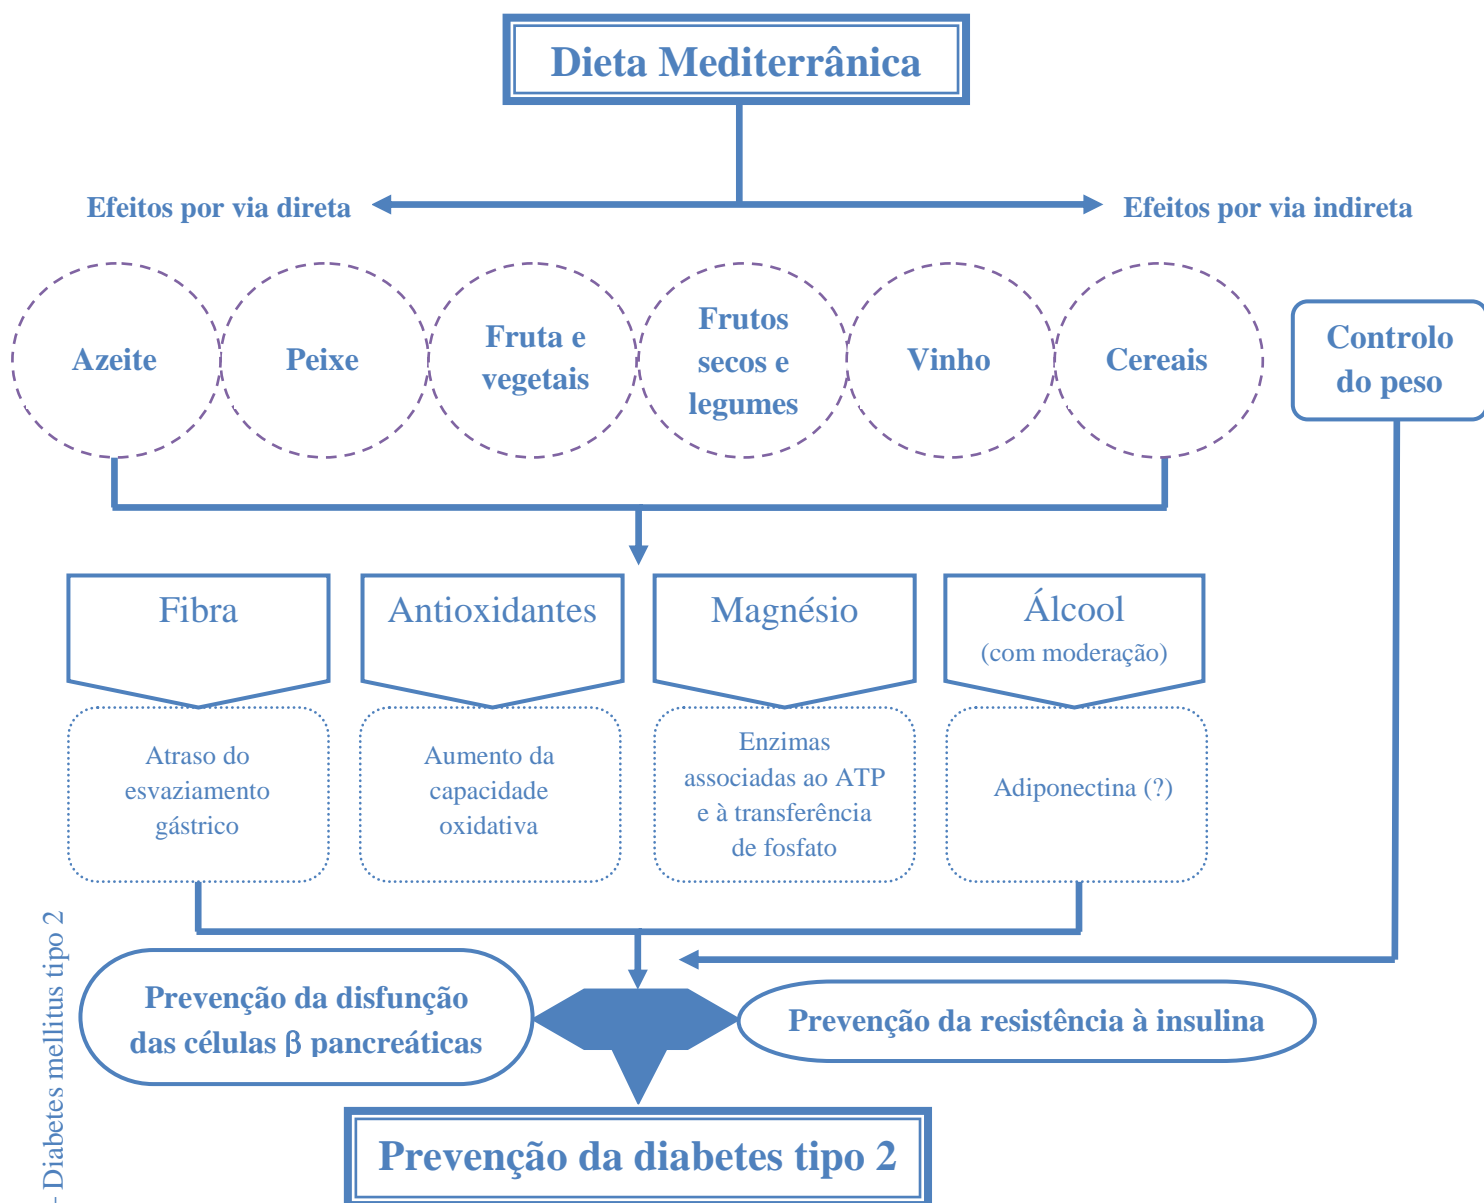 Dieta Mediterrânica
Efeitos por via direta
Efeitos por via indireta
Azeite
Peixe
Fruta e
vegetais
Frutos
secos e
legumes
Vinho
Cereais
Controlo
do peso
Fibra
Antioxidantes
Magnésio
Álcool
(com moderação)
Atraso do
esvaziamento
gástrico
Aumento da
capacidade
oxidativa
Enzimas
associadas ao ATP
e à transferência
de fosfato
Adiponectina (?)
Prevenção da disfunção
das células β pancreáticas
Prevenção da resistência à insulina
Prevenção da diabetes tipo 2
- Diabetes mellitus tipo 2